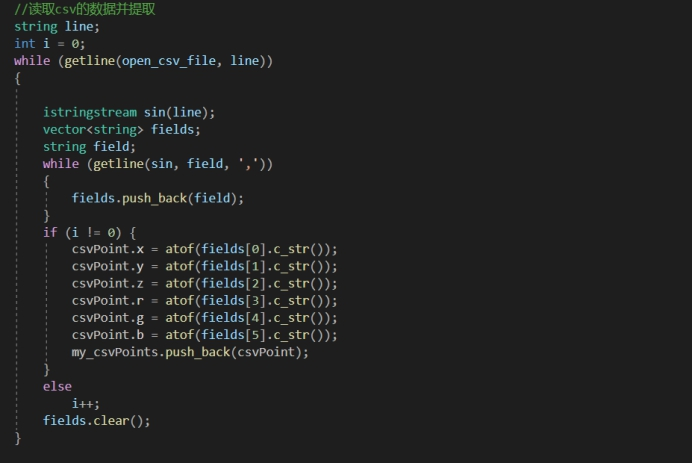 //读取csv的数据并提取
string line;
int i = 0;
while (getline(open_csv_file, line))
{
istringstream sin(line);
vector<string> fields;
string field;
while (getline(sin, field, ','))
{
fields.push_back(field);
}
if (i != 0) {
csvPoint.x = atof(fields[0].c_str());
csvPoint.y = atof(fields[1].c_str());
csvPoint.z = atof(fields[2].c_str());
csvPoint.r = atof(fields[3].c_str());
csvPoint.g = atof(fields[4].c_str());
csvPoint.b = atof(fields[5].c_str());
my_csvPoints.push_back(csvPoint);
}
else
i++;
fields.clear();
}